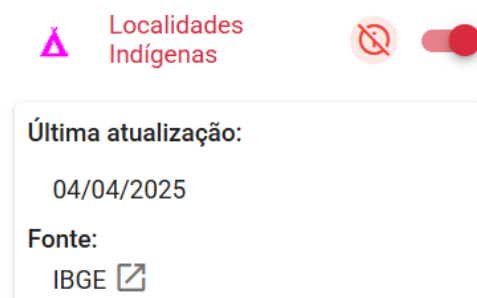 Localidades
Indígenas
Última atualização:
04/04/2025
Fonte:
IBGE